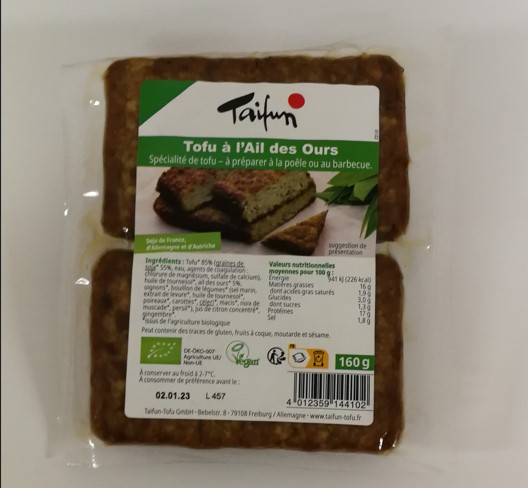 Taifun
Tofu à l'Ail des Ours
Spécialité de tofu – à préparer à la poêle ou au barbecue.
Soja de France,
d'Allemagne et d'Autriche
suggestion de
présentation
Ingrédients : Tofu* 85% (graines de
soja* 55%, eau, agents de coagulation :
chlorure de magnésium, sulfate de calcium),
huile de tournesol*, ail des ours* 5%,
oignons*, bouillon de légumes* (sel marin,
extrait de levure*, huile de tournesol*,
poireaux*, carottes*, céleri*, macis*, noix de
muscade*, persil*), jus de citron concentré*,
gingembre*.
*issus de l'agriculture biologique
Valeurs nutritionnelles
moyennes pour 100 g :
Énergie 941 kJ (226 kcal)
Matières grasses 16 g
dont acides gras saturés 1,9 g
Glucides 3,0 g
dont sucres 1,3 g
Protéines 17 g
Sel 1,8 g
Peut contenir des traces de gluten, fruits à coque, moutarde et sésame.
DE-ÖKO-007
Agriculture UE/
Non-UE
Vegan
FR
160 g
À conserver au froid à 2-7°C.
À consommer de préférence avant le :
02.01.23 L 457
4 012359 144102
Taifun-Tofu GmbH · Bebelstr. 8 · 79108 Freiburg / Allemagne · www.taifun-tofu.fr